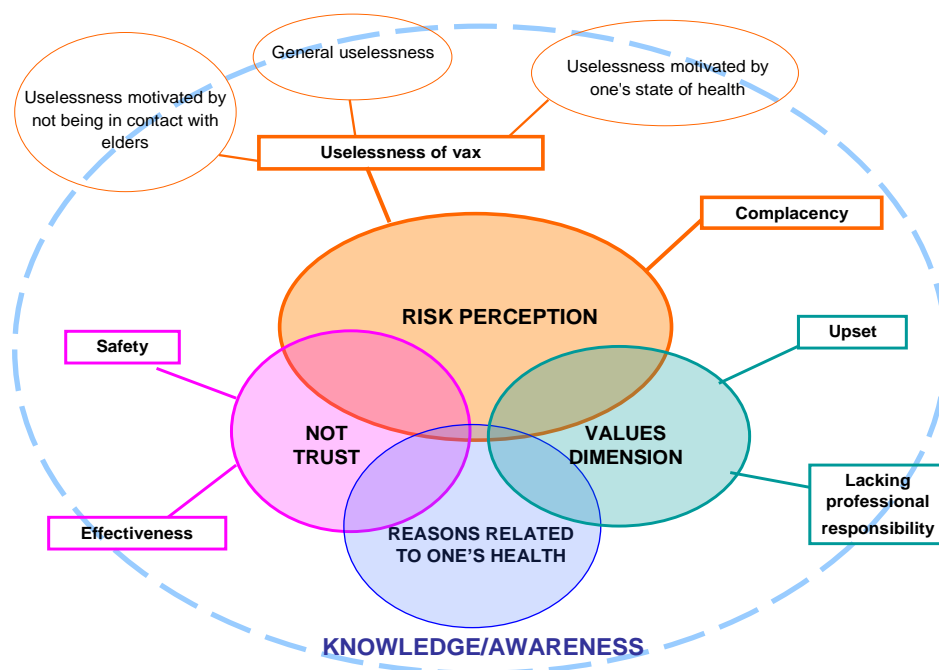 General uselessness
Uselessness motivated by
one's state of health
Uselessness motivated by
not being in contact with
elders
Uselessness of vax
Complacency
RISK PERCEPTION
Safety
Upset
NOT
TRUST
VALUES
DIMENSION
Lacking
professional
responsibility
Effectiveness
REASONS RELATED
TO ONE’S HEALTH
KNOWLEDGE/AWARENESS